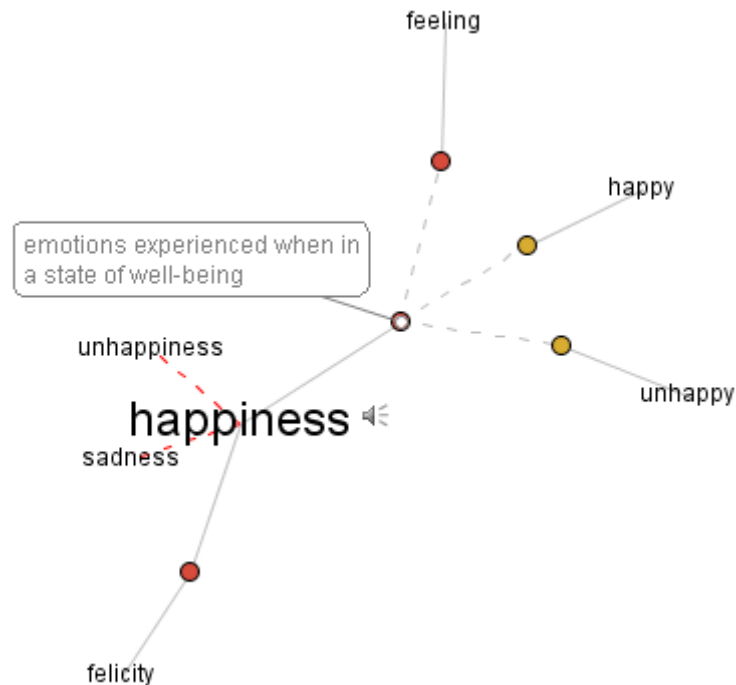 feeling
happy
emotions experienced when in
a state of well-being
unhappiness
unhappy
happiness
sadness
felicity